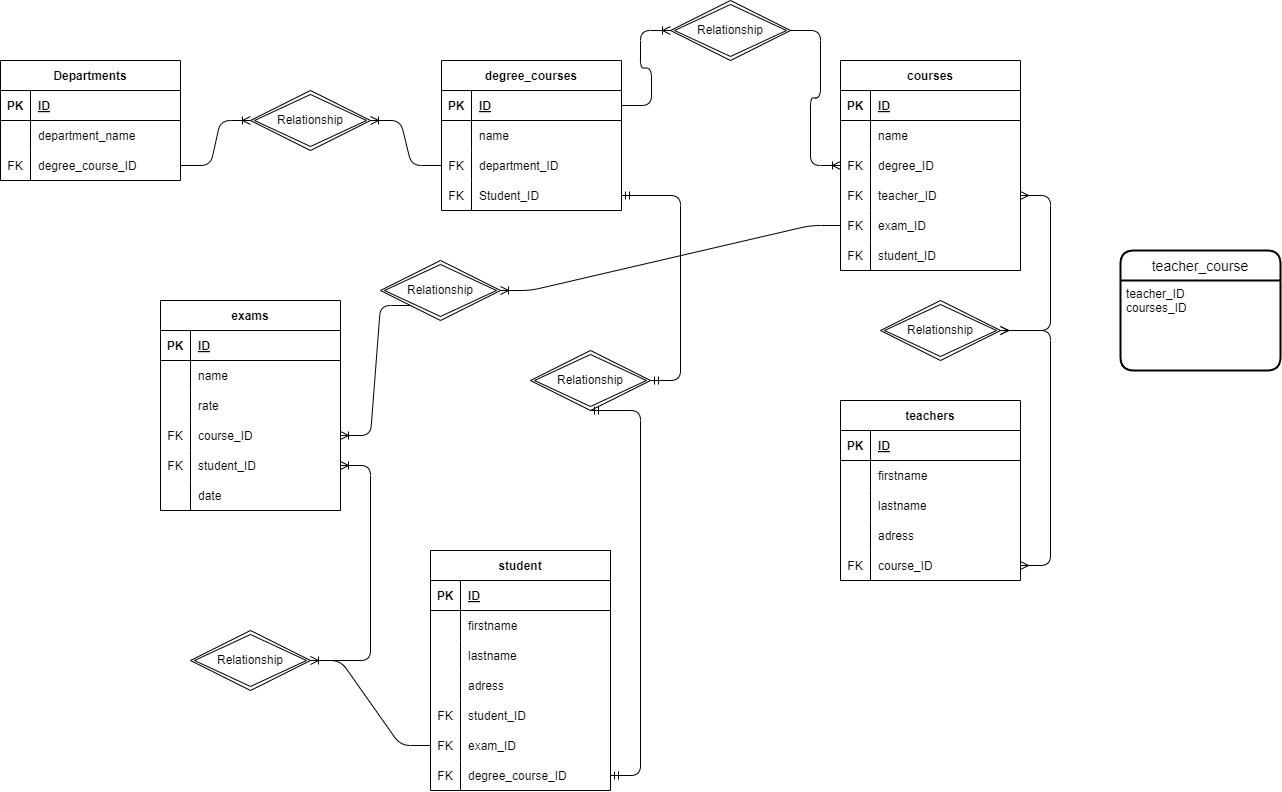 Relationship
Departments
PK ID
department_name
FK degree_course_ID
Relationship
degree_courses
PK ID
name
FK department_ID
FK Student_ID
courses
PK ID
name
FK degree_ID
FK teacher_ID
FK exam_ID
FK student_ID
teacher_course
teacher_ID
courses_ID
Relationship
exams
PK ID
name
rate
FK course_ID
FK student_ID
date
Relationship
Relationship
teachers
PK ID
firstname
lastname
adress
FK course_ID
student
PK ID
firstname
lastname
adress
FK student_ID
FK exam_ID
FK degree_course_ID
Relationship